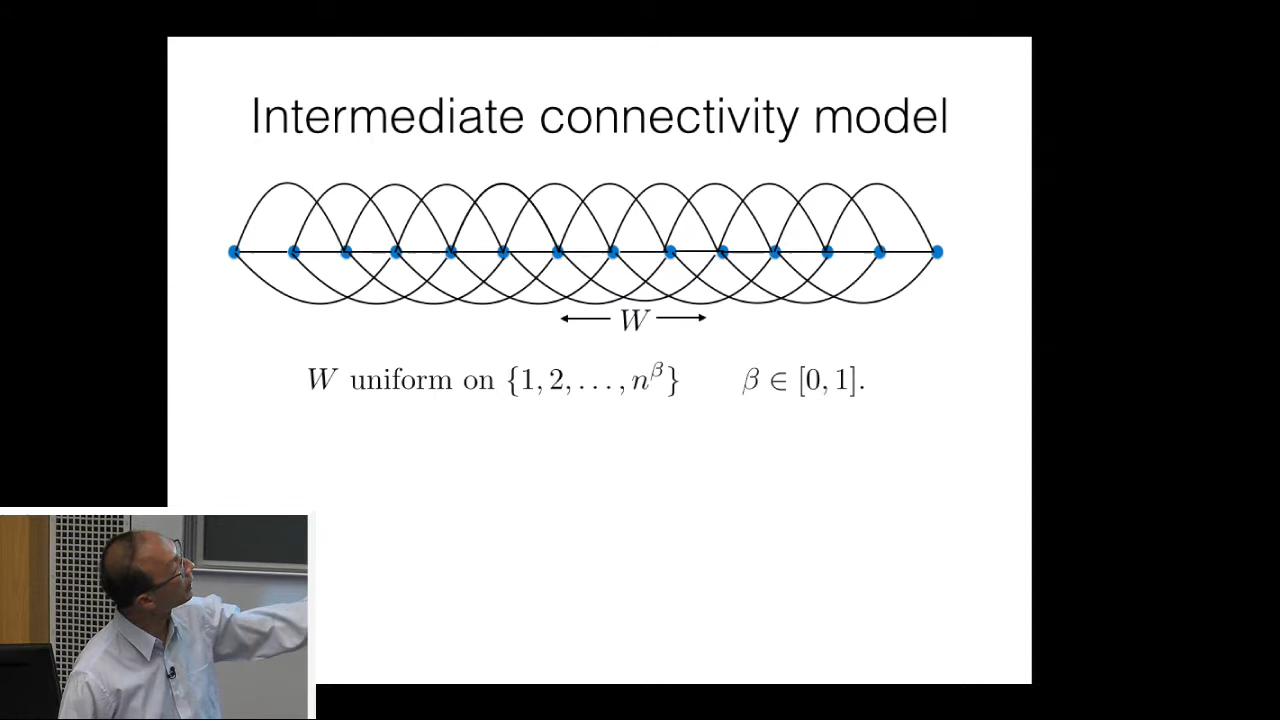 Intermediate connectivity model
W
W uniform on {1, 2, . . . , n^β} β ∈ [0, 1].